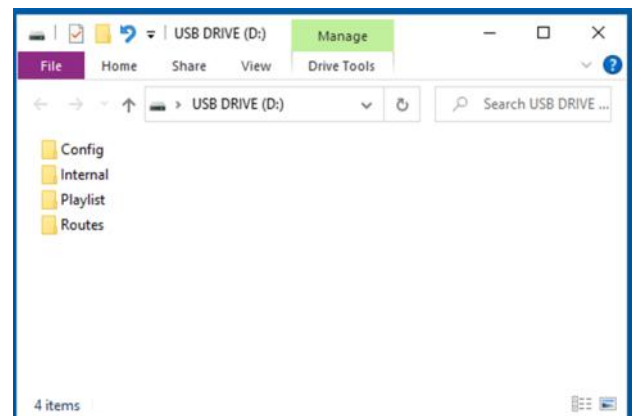 USB DRIVE (D:) Manage
File Home Share View Drive Tools
USB DRIVE (D:) Search USB DRIVE ...
Config
Internal
Playlist
Routes
4 items